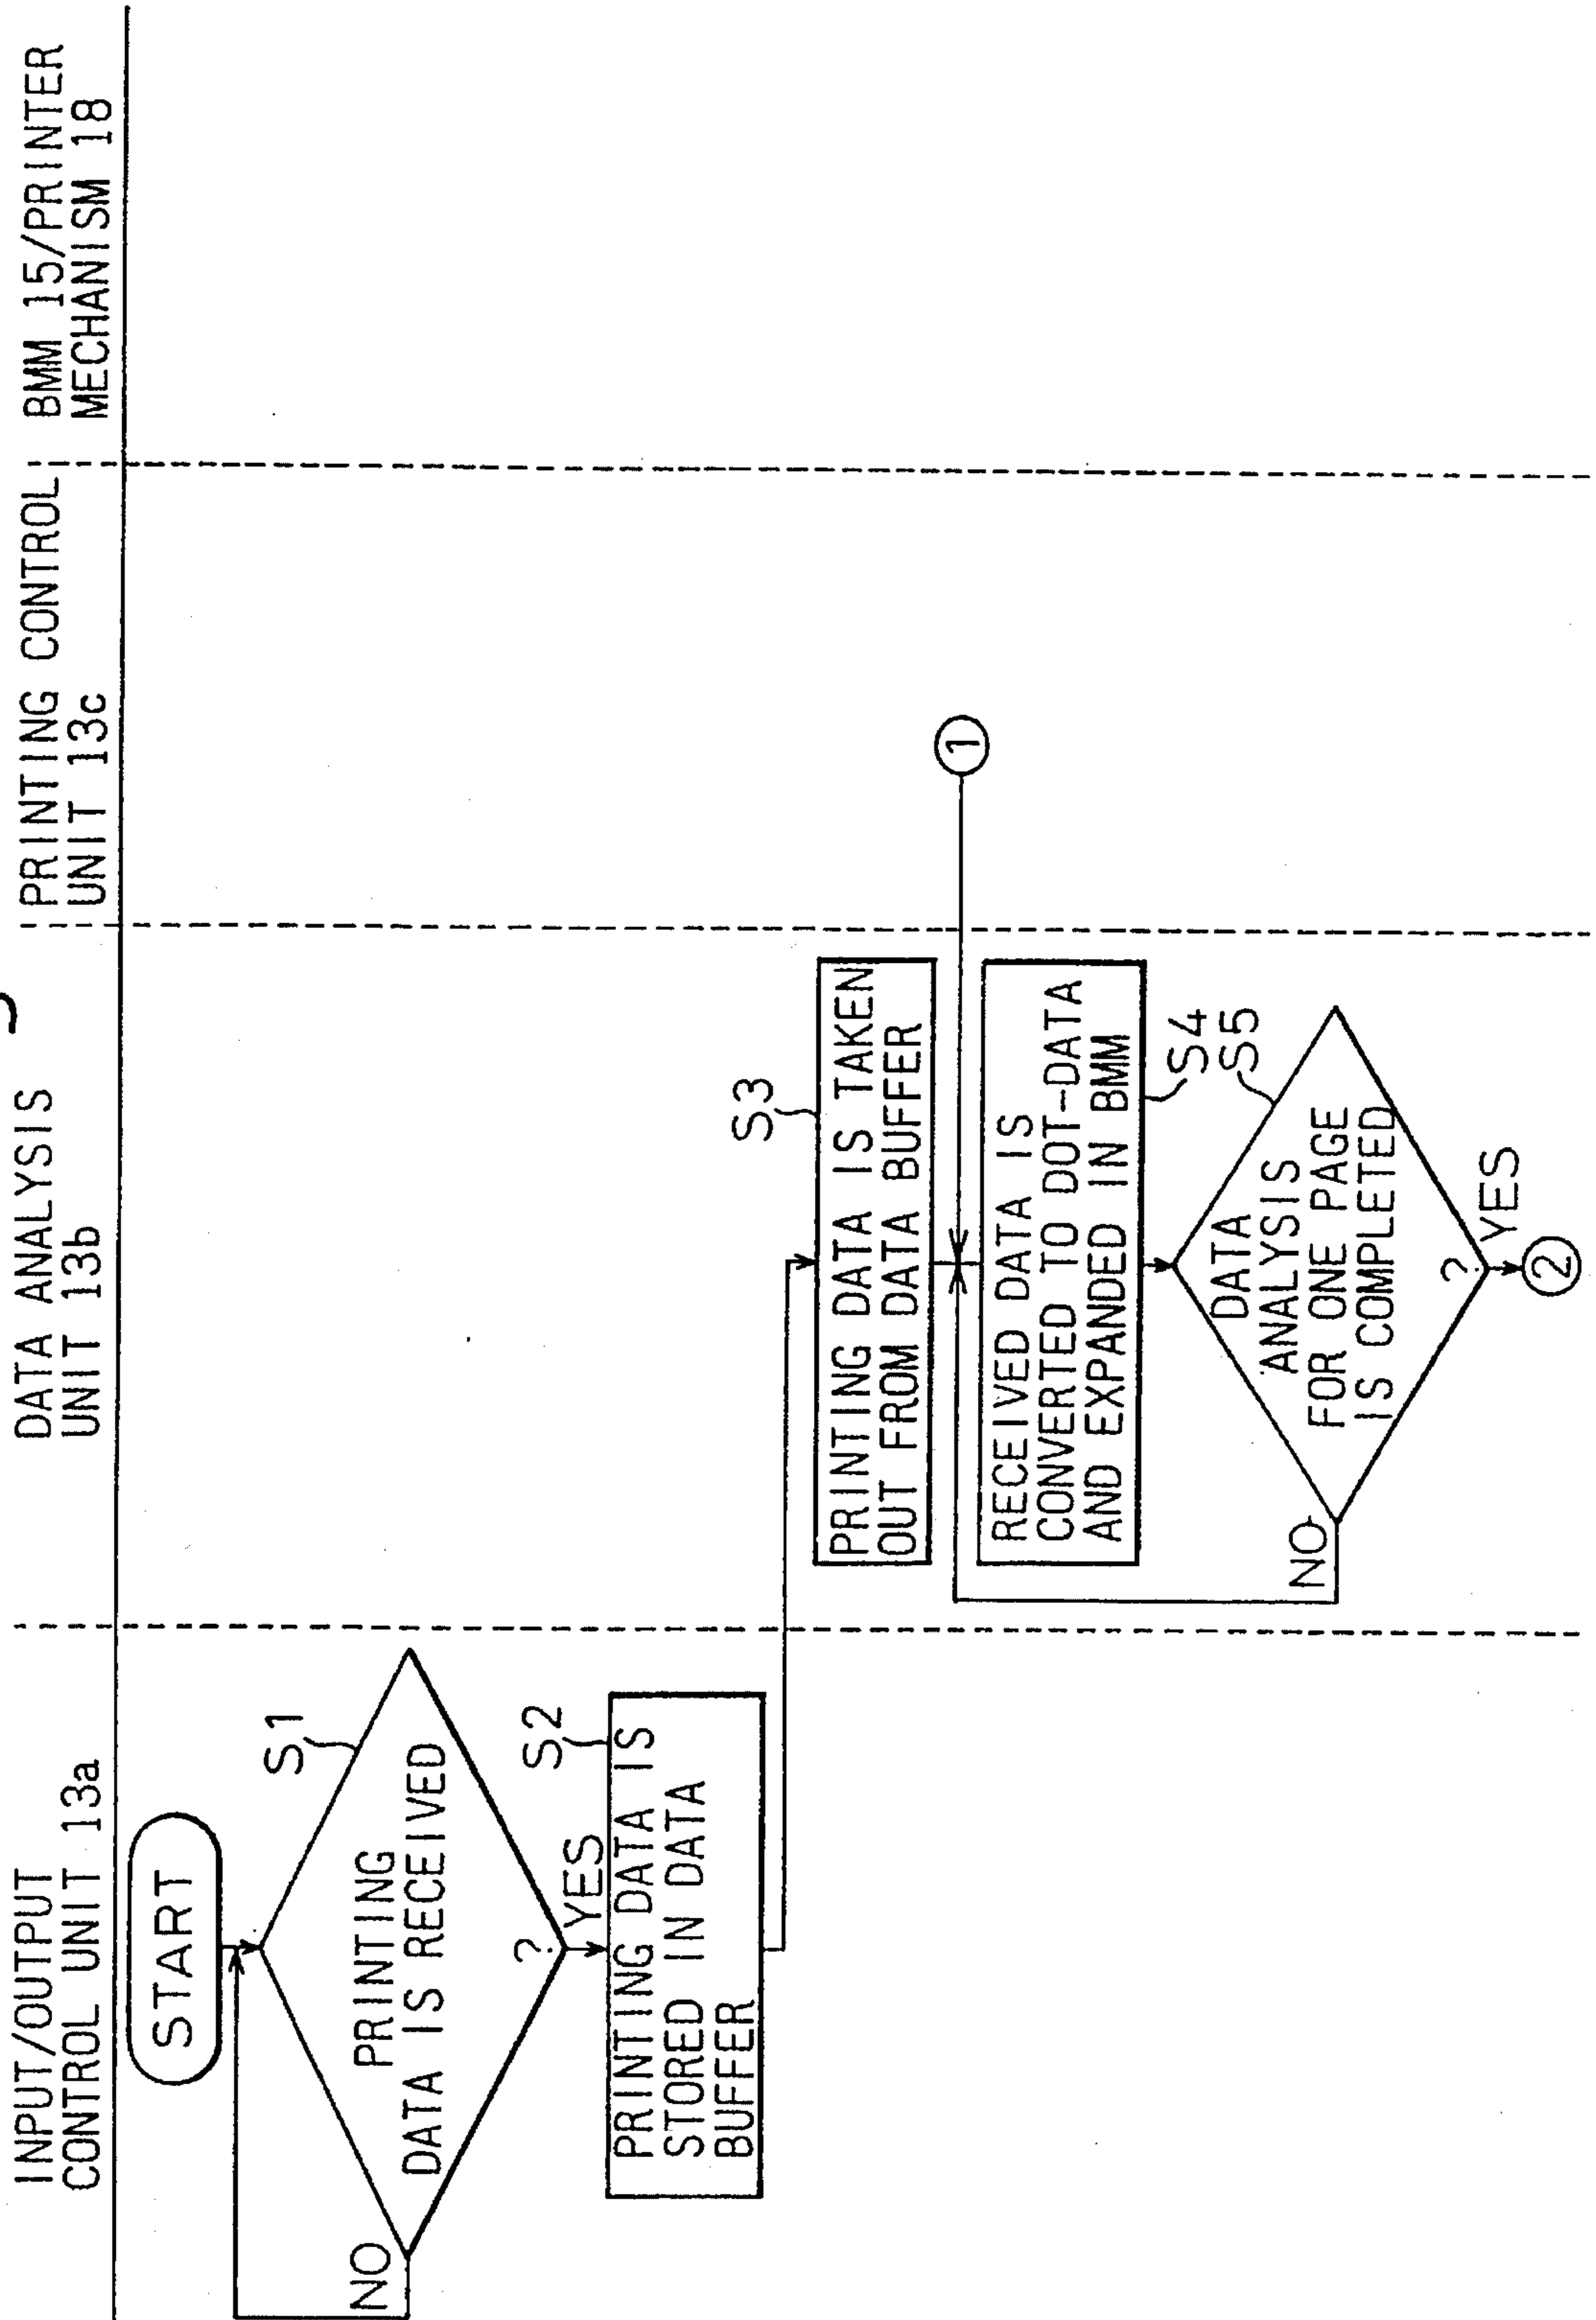 INPUT/OUTPUT
CONTROL UNIT 13a
DATA ANALYSIS
UNIT 13b
PRINTING CONTROL
UNIT 13c
BMM 15/PRINTER
MECHANISM 18
START
S1
PRINTING
DATA IS RECEIVED
?
NO
YES
S2
PRINTING DATA IS
STORED IN DATA
BUFFER
S3
PRINTING DATA IS TAKEN
OUT FROM DATA BUFFER
1
RECEIVED DATA IS
CONVERTED TO DOT-DATA
AND EXPANDED IN BMM
S4
S5
DATA
ANALYSIS
FOR ONE PAGE
IS COMPLETED
?
NO
YES
2